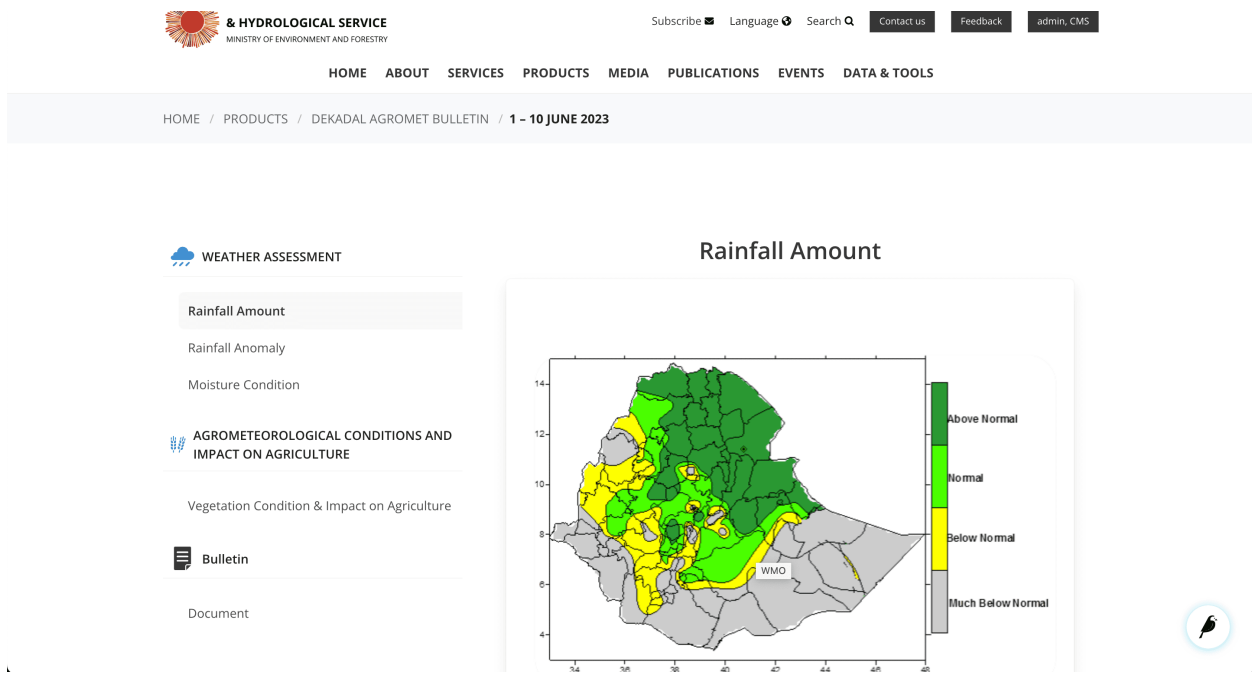 & HYDROLOGICAL SERVICE
MINISTRY OF ENVIRONMENT AND FORESTRY
Subscribe Language Search Contact us Feedback admin, CMS
HOME ABOUT SERVICES PRODUCTS MEDIA PUBLICATIONS EVENTS DATA & TOOLS
HOME / PRODUCTS / DEKADAL AGROMET BULLETIN / 1 – 10 JUNE 2023
WEATHER ASSESSMENT
Rainfall Amount
Rainfall Anomaly
Moisture Condition
AGROMETEOROLOGICAL CONDITIONS AND
IMPACT ON AGRICULTURE
Vegetation Condition & Impact on Agriculture
Bulletin
Document
Rainfall Amount
14
12
10
8
6
4
34 36 38 40 42 44 46 48
Above Normal
Normal
Below Normal
Much Below Normal
WMO